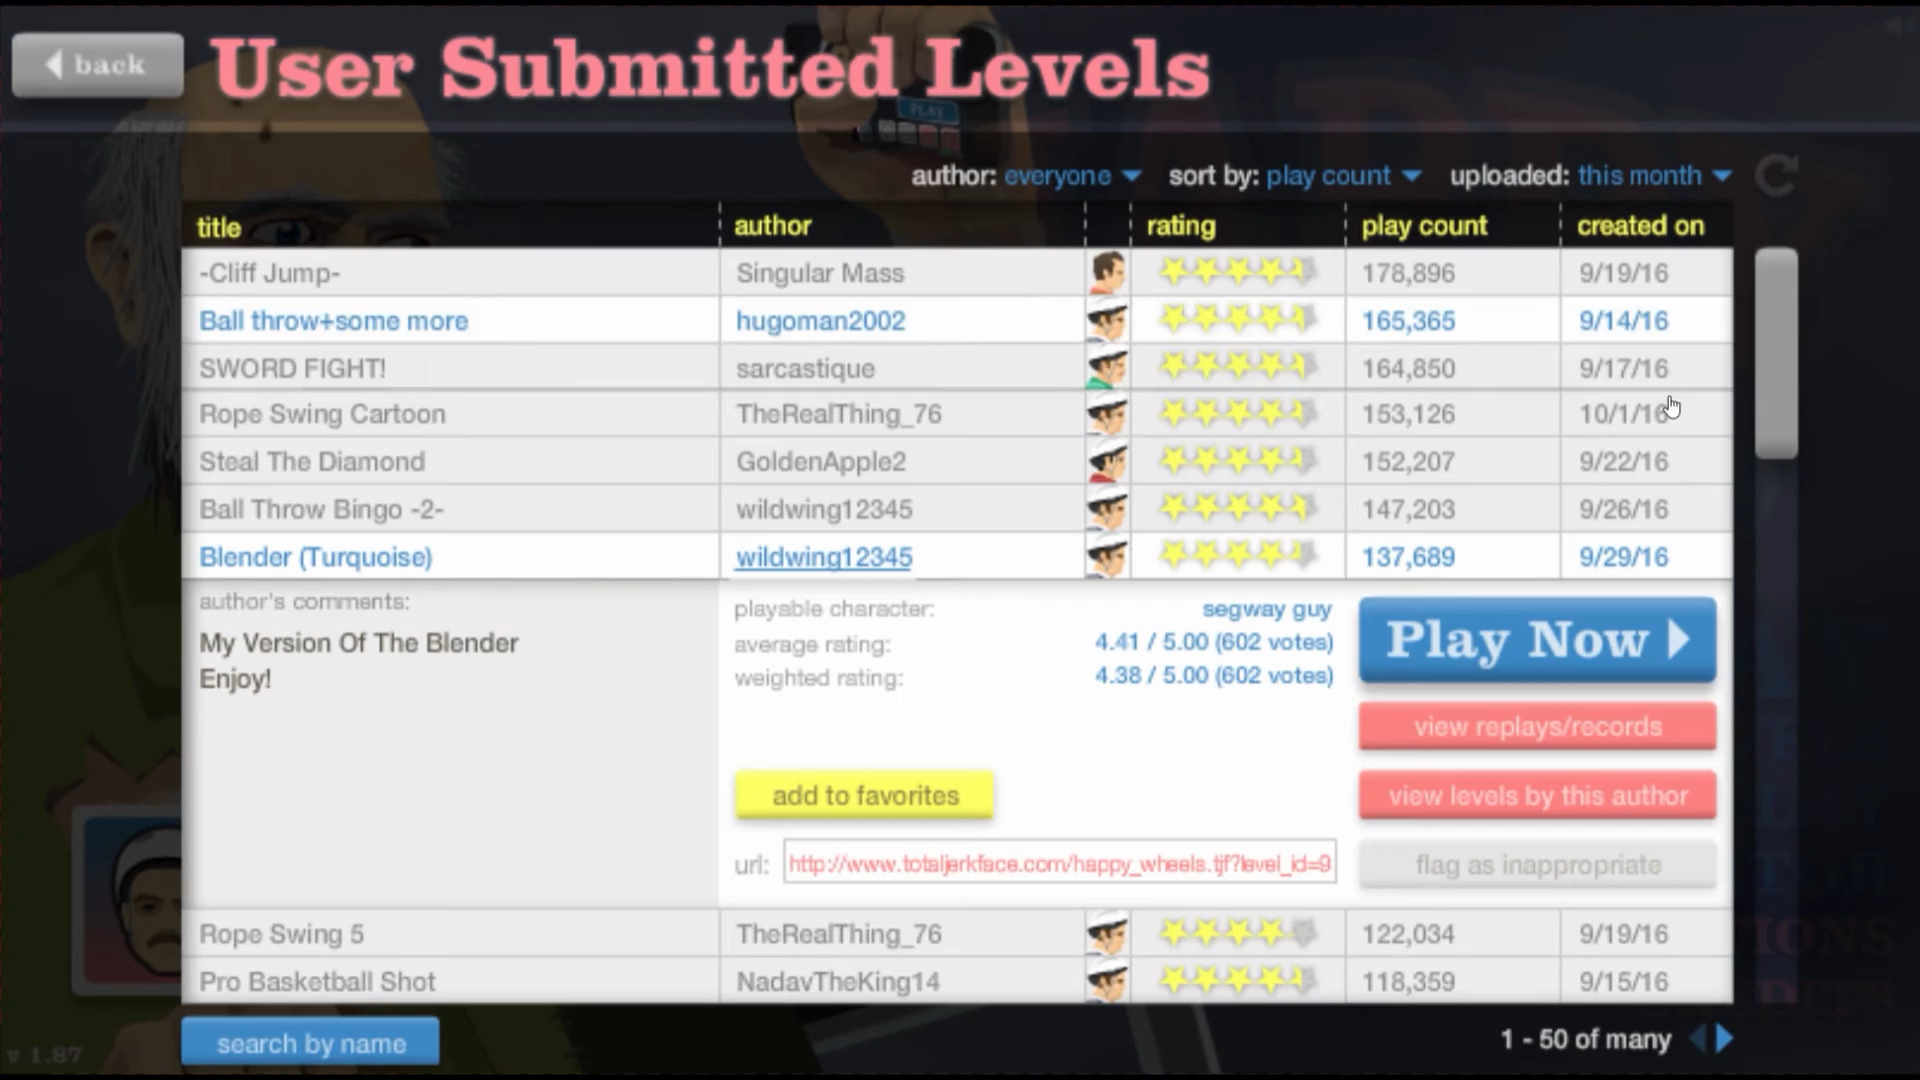 back
User Submitted Levels
PLAY
author: everyone sort by: play count uploaded: this month
title author rating play count created on
-Cliff Jump- Singular Mass 178,896 9/19/16
Ball throw+some more hugoman2002 165,365 9/14/16
SWORD FIGHT! sarcastique 164,850 9/17/16
Rope Swing Cartoon TheRealThing_76 153,126 10/1/16
Steal The Diamond GoldenApple2 152,207 9/22/16
Ball Throw Bingo -2- wildwing12345 147,203 9/26/16
Blender (Turquoise) wildwing12345 137,689 9/29/16
author's comments:
My Version Of The Blender
Enjoy!
playable character: segway guy
average rating: 4.41 / 5.00 (602 votes)
weighted rating: 4.38 / 5.00 (602 votes)
Play Now
view replays/records
add to favorites
view levels by this author
url: http://www.totaljerkface.com/happy_wheels.tjf?level_id=9
flag as inappropriate
Rope Swing 5 TheRealThing_76 122,034 9/19/16
Pro Basketball Shot NadavTheKing14 118,359 9/15/16
search by name
1 - 50 of many
v 1.87